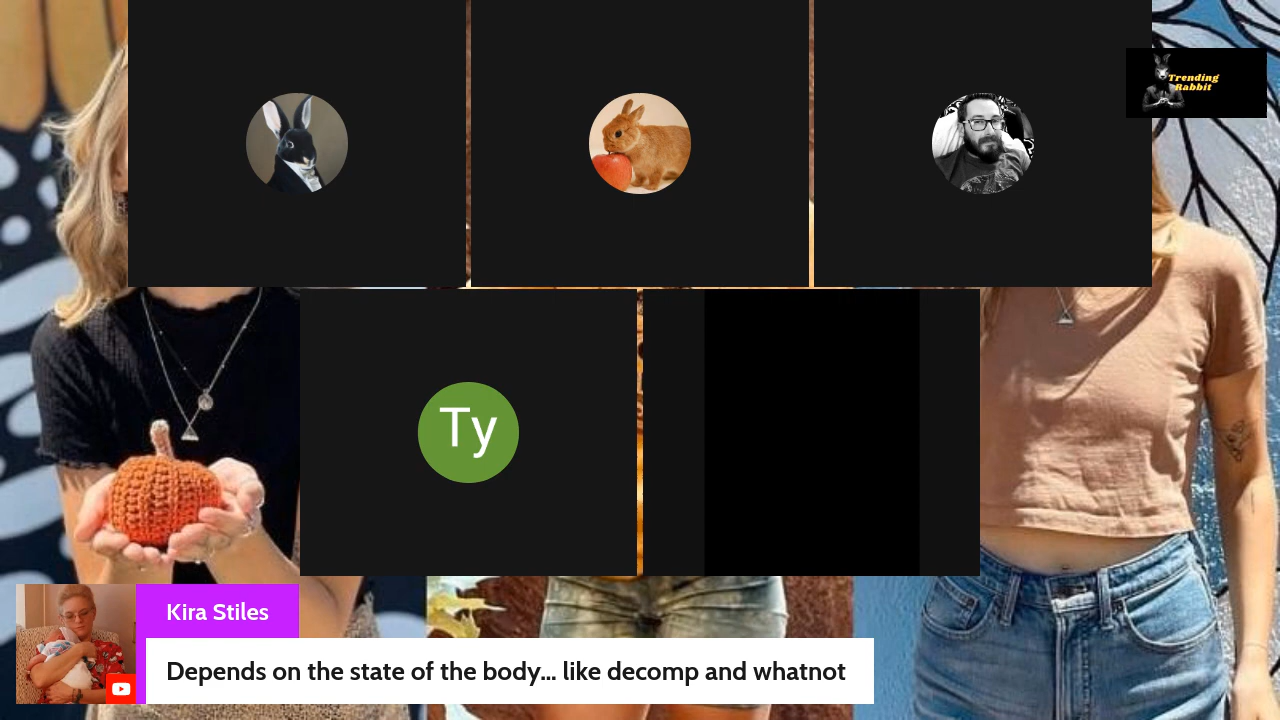 Trending
Rabbit
Ty
Kira Stiles
Depends on the state of the body... like decomp and whatnot